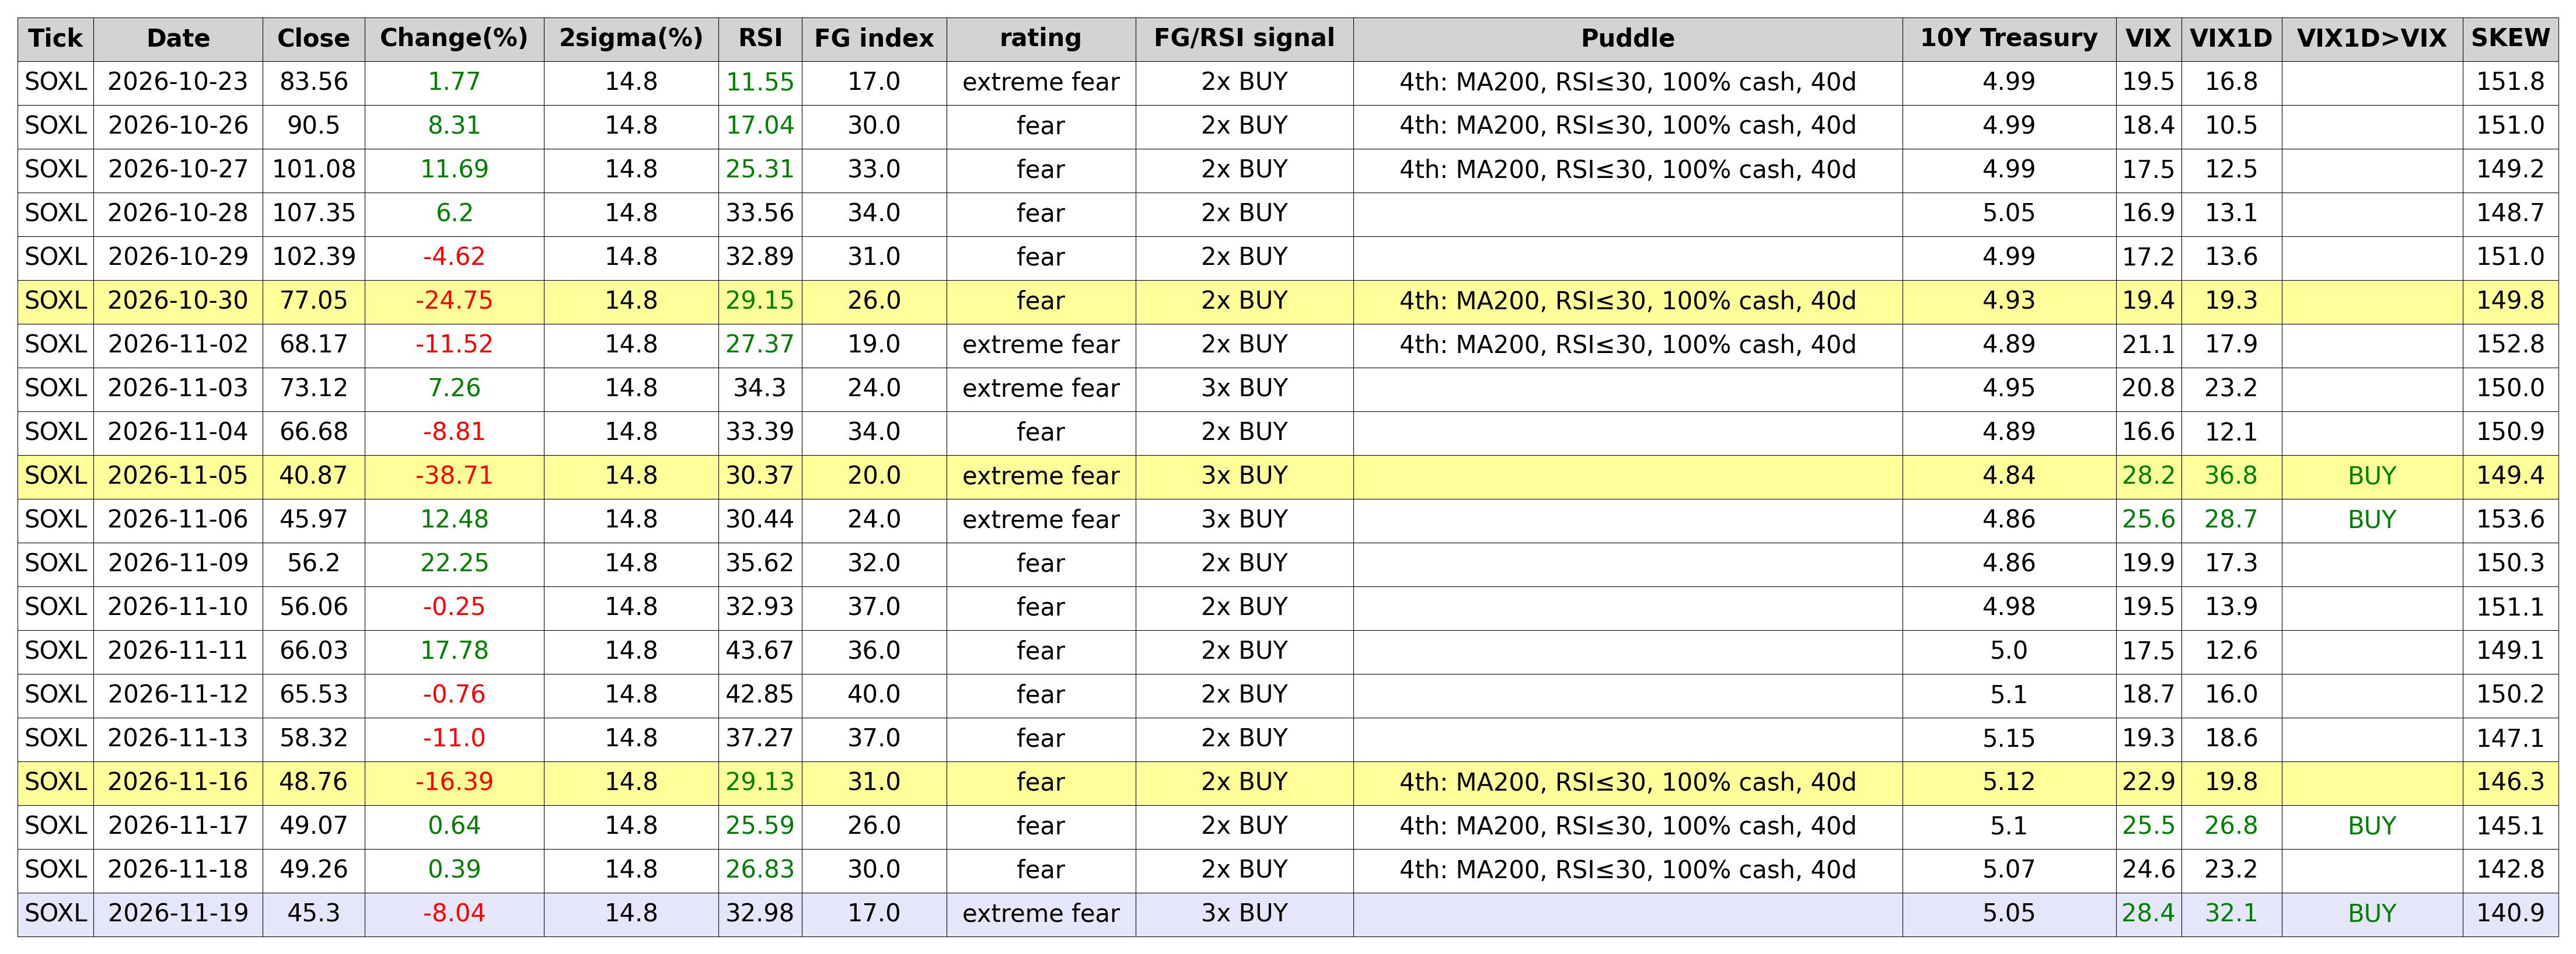 Tick Date Close Change(%) 2sigma(%) RSI FG index rating FG/RSI signal Puddle 10Y Treasury VIX VIX1D VIX1D>VIX SKEW
SOXL 2026-10-23 83.56 1.77 14.8 11.55 17.0 extreme fear 2x BUY 4th: MA200, RSI≤30, 100% cash, 40d 4.99 19.5 16.8 151.8
SOXL 2026-10-26 90.5 8.31 14.8 17.04 30.0 fear 2x BUY 4th: MA200, RSI≤30, 100% cash, 40d 4.99 18.4 10.5 151.0
SOXL 2026-10-27 101.08 11.69 14.8 25.31 33.0 fear 2x BUY 4th: MA200, RSI≤30, 100% cash, 40d 4.99 17.5 12.5 149.2
SOXL 2026-10-28 107.35 6.2 14.8 33.56 34.0 fear 2x BUY 5.05 16.9 13.1 148.7
SOXL 2026-10-29 102.39 -4.62 14.8 32.89 31.0 fear 2x BUY 4.99 17.2 13.6 151.0
SOXL 2026-10-30 77.05 -24.75 14.8 29.15 26.0 fear 2x BUY 4th: MA200, RSI≤30, 100% cash, 40d 4.93 19.4 19.3 149.8
SOXL 2026-11-02 68.17 -11.52 14.8 27.37 19.0 extreme fear 2x BUY 4th: MA200, RSI≤30, 100% cash, 40d 4.89 21.1 17.9 152.8
SOXL 2026-11-03 73.12 7.26 14.8 34.3 24.0 extreme fear 3x BUY 4.95 20.8 23.2 150.0
SOXL 2026-11-04 66.68 -8.81 14.8 33.39 34.0 fear 2x BUY 4.89 16.6 12.1 150.9
SOXL 2026-11-05 40.87 -38.71 14.8 30.37 20.0 extreme fear 3x BUY 4.84 28.2 36.8 BUY 149.4
SOXL 2026-11-06 45.97 12.48 14.8 30.44 24.0 extreme fear 3x BUY 4.86 25.6 28.7 BUY 153.6
SOXL 2026-11-09 56.2 22.25 14.8 35.62 32.0 fear 2x BUY 4.86 19.9 17.3 150.3
SOXL 2026-11-10 56.06 -0.25 14.8 32.93 37.0 fear 2x BUY 4.98 19.5 13.9 151.1
SOXL 2026-11-11 66.03 17.78 14.8 43.67 36.0 fear 2x BUY 5.0 17.5 12.6 149.1
SOXL 2026-11-12 65.53 -0.76 14.8 42.85 40.0 fear 2x BUY 5.1 18.7 16.0 150.2
SOXL 2026-11-13 58.32 -11.0 14.8 37.27 37.0 fear 2x BUY 5.15 19.3 18.6 147.1
SOXL 2026-11-16 48.76 -16.39 14.8 29.13 31.0 fear 2x BUY 4th: MA200, RSI≤30, 100% cash, 40d 5.12 22.9 19.8 146.3
SOXL 2026-11-17 49.07 0.64 14.8 25.59 26.0 fear 2x BUY 4th: MA200, RSI≤30, 100% cash, 40d 5.1 25.5 26.8 BUY 145.1
SOXL 2026-11-18 49.26 0.39 14.8 26.83 30.0 fear 2x BUY 4th: MA200, RSI≤30, 100% cash, 40d 5.07 24.6 23.2 142.8
SOXL 2026-11-19 45.3 -8.04 14.8 32.98 17.0 extreme fear 3x BUY 5.05 28.4 32.1 BUY 140.9